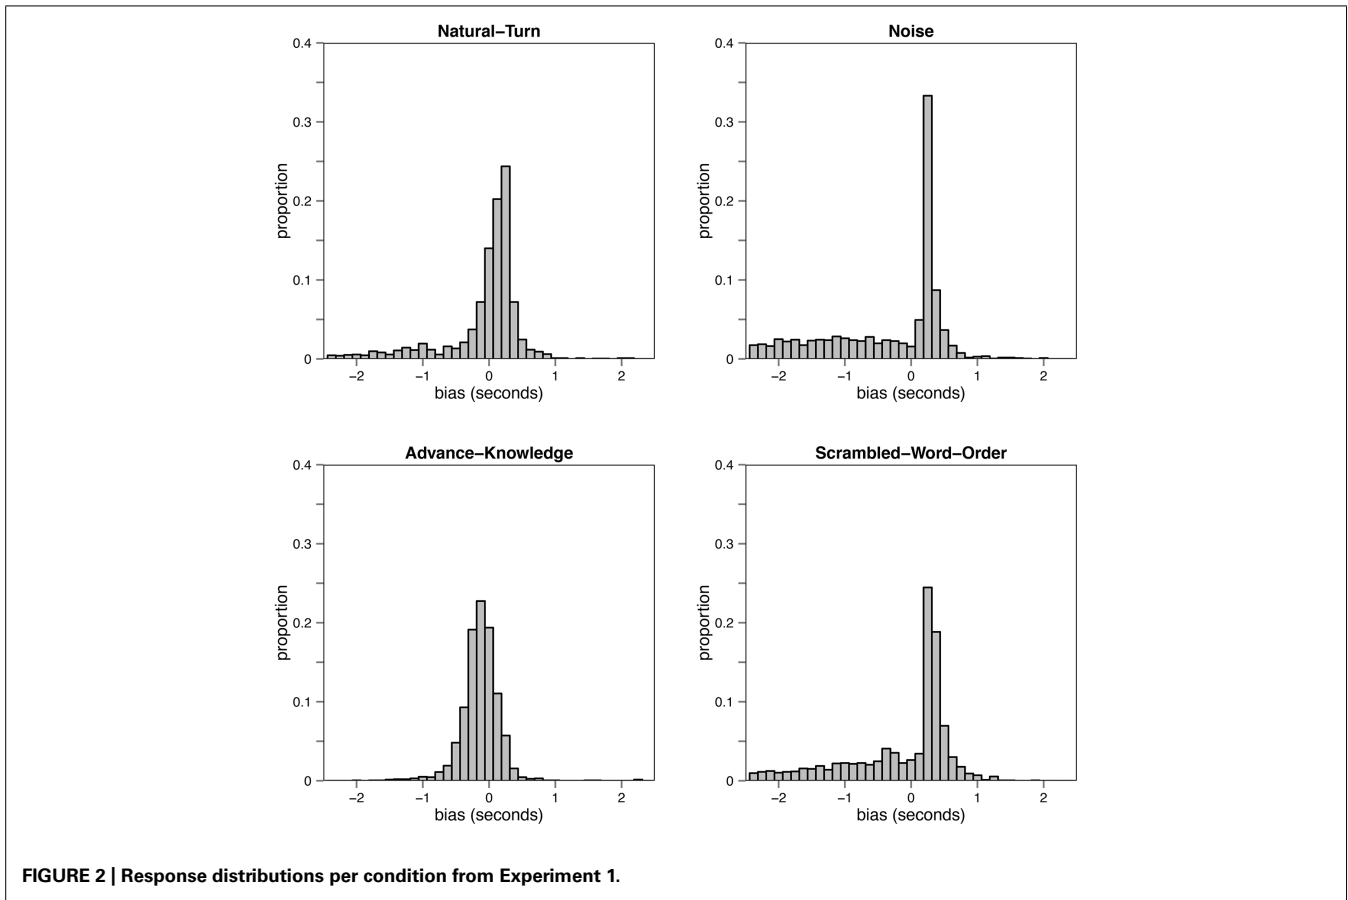 Natural−Turn
0.4
0.3
0.2
0.1
0
proportion
−2 −1 0 1 2
bias (seconds)
Noise
0.4
0.3
0.2
0.1
0
proportion
−2 −1 0 1 2
bias (seconds)
Advance−Knowledge
0.4
0.3
0.2
0.1
0
proportion
−2 −1 0 1 2
bias (seconds)
Scrambled−Word−Order
0.4
0.3
0.2
0.1
0
proportion
−2 −1 0 1 2
bias (seconds)
FIGURE 2 | Response distributions per condition from Experiment 1.